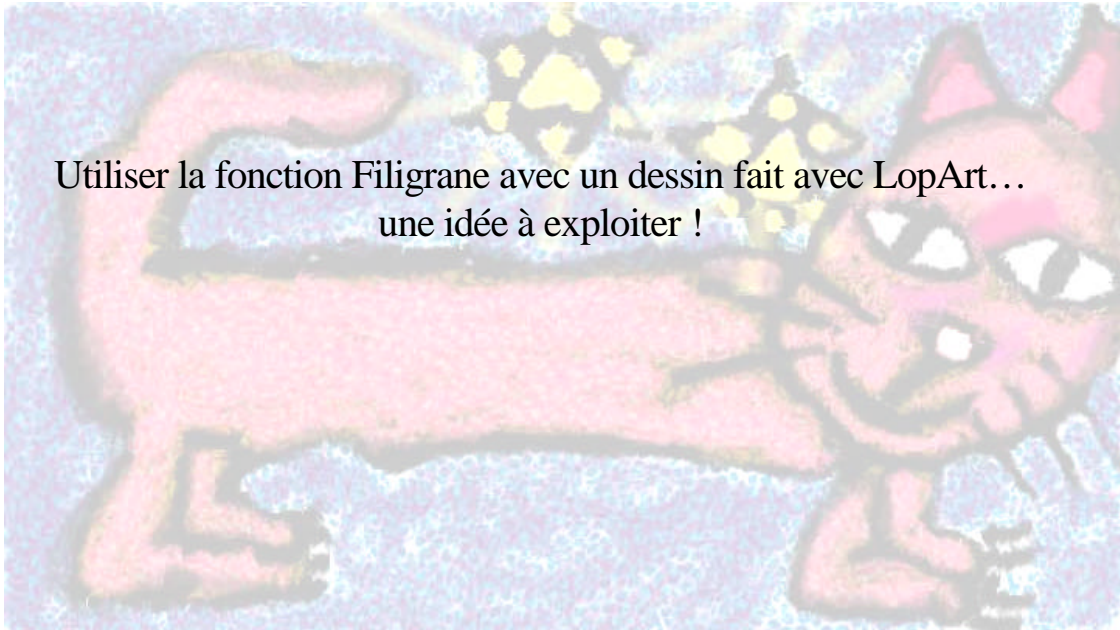 Utiliser la fonction Filigrane avec un dessin fait avec LopArt…
une idée à exploiter !